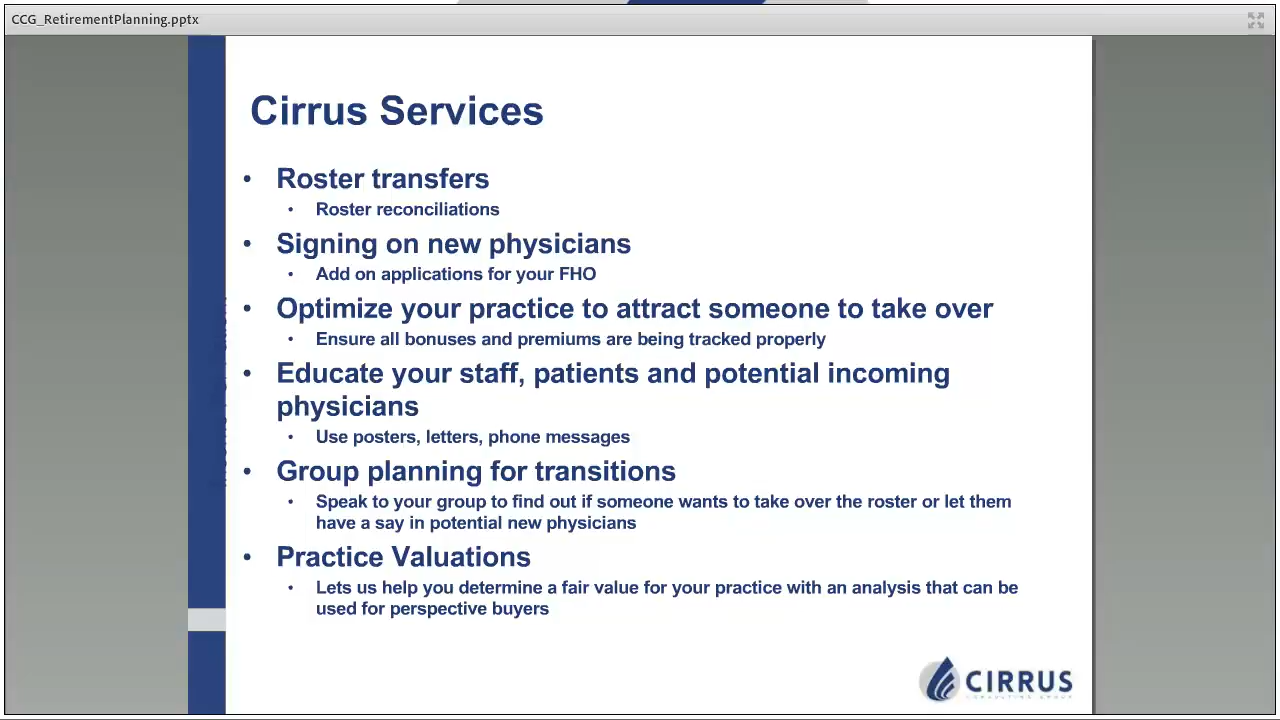 CCG_RetirementPlanning.pptx
Cirrus Services
• Roster transfers
• Roster reconciliations
• Signing on new physicians
• Add on applications for your FHO
• Optimize your practice to attract someone to take over
• Ensure all bonuses and premiums are being tracked properly
• Educate your staff, patients and potential incoming
physicians
• Use posters, letters, phone messages
• Group planning for transitions
• Speak to your group to find out if someone wants to take over the roster or let them
have a say in potential new physicians
• Practice Valuations
• Lets us help you determine a fair value for your practice with an analysis that can be
used for perspective buyers
CIRRUS